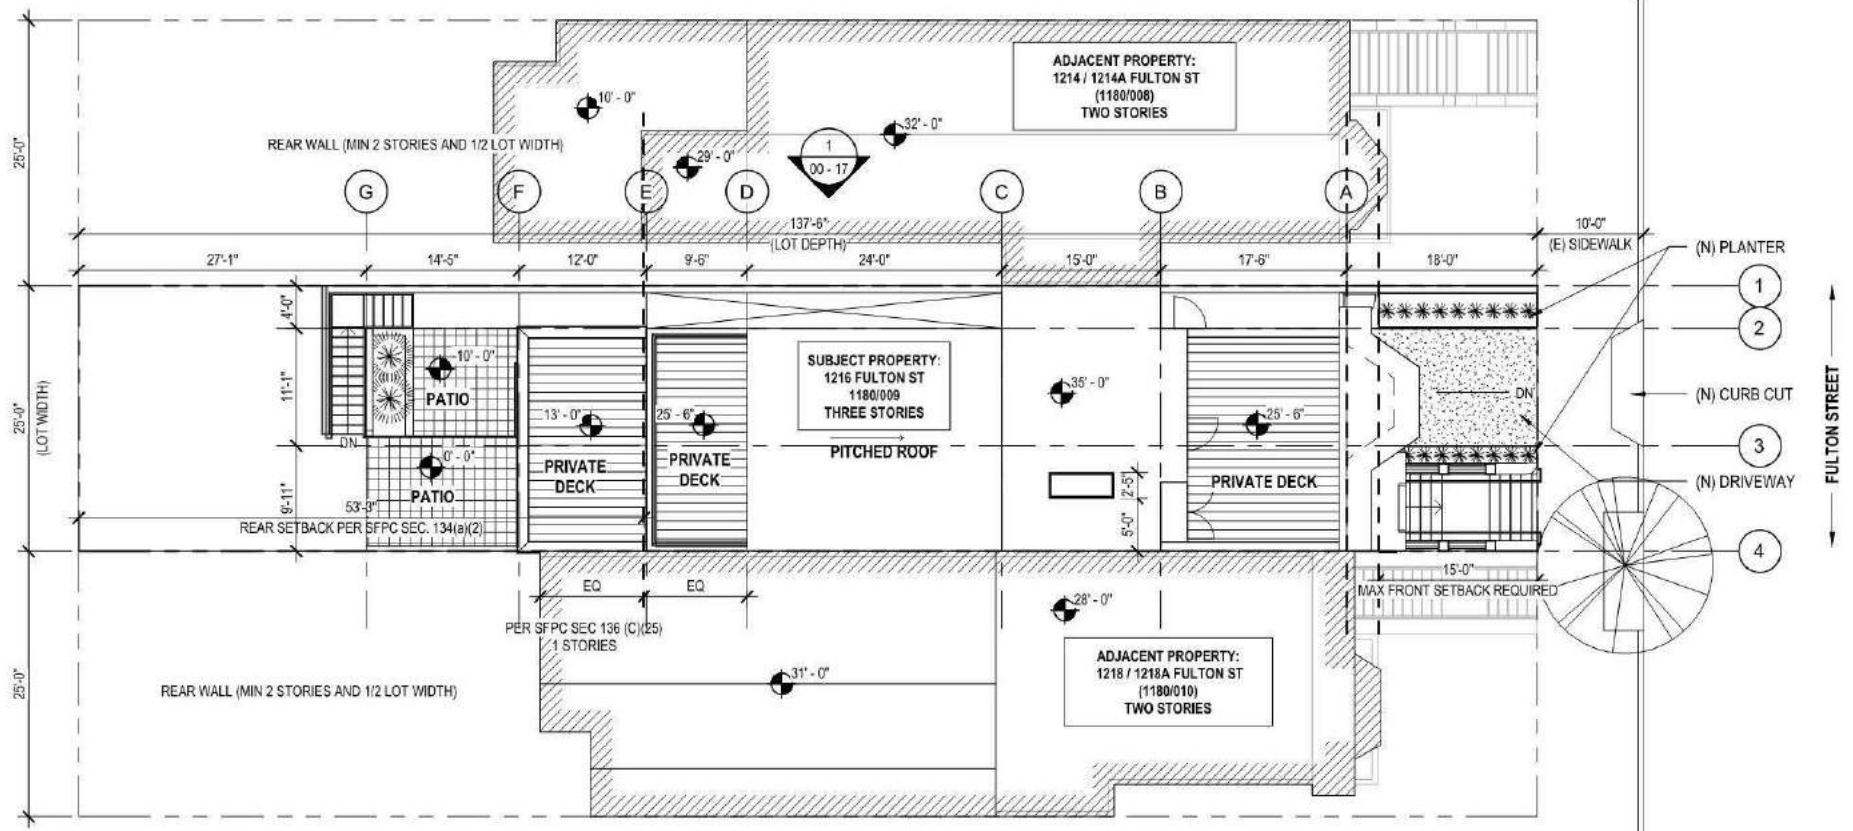 ADJACENT PROPERTY:
1214 / 1214A FULTON ST
(1180/008)
TWO STORIES
10' - 0"
32' - 0"
29' - 0"
1
00 - 17
REAR WALL (MIN 2 STORIES AND 1/2 LOT WIDTH)
25'-0"
G
F
E
D
C
B
A
137'-6"
(LOT DEPTH)
10'-0"
(E) SIDEWALK
(N) PLANTER
27'-1"
14'-5"
12'-0"
9'-6"
24'-0"
15'-0"
17'-6"
18'-0"
1
2
4'-0"
11'-1"
9'-11"
25'-0"
(LOT WIDTH)
10' - 0"
PATIO
DN
0' - 0"
PATIO
13' - 0"
PRIVATE
DECK
25' - 6"
PRIVATE
DECK
SUBJECT PROPERTY:
1216 FULTON ST
1180/009
THREE STORIES
PITCHED ROOF
35' - 0"
2'-5"
5'-0"
25' - 6"
PRIVATE DECK
DN
(N) CURB CUT
FULTON STREET
3
(N) DRIVEWAY
4
53'-3"
REAR SETBACK PER SFPC SEC. 134(a)(2)
15'-0"
MAX FRONT SETBACK REQUIRED
EQ
EQ
PER SFPC SEC 136 (C)(25)
1 STORIES
28' - 0"
31' - 0"
ADJACENT PROPERTY:
1218 / 1218A FULTON ST
(1180/010)
TWO STORIES
REAR WALL (MIN 2 STORIES AND 1/2 LOT WIDTH)
25'-0"